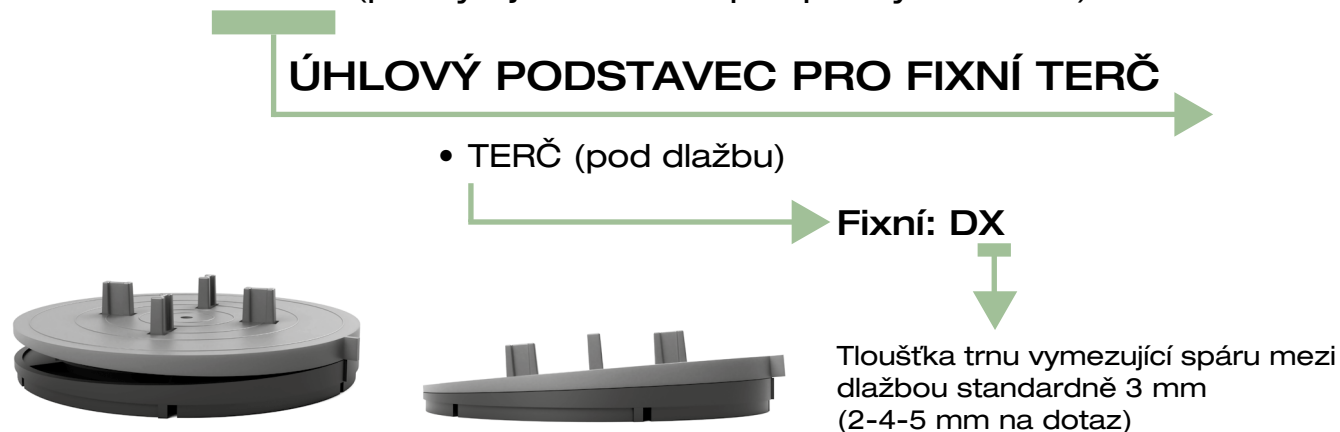 ÚHLOVÝ PODSTAVEC PRO FIXNÍ TERČ
• TERČ (pod dlažbu)
Fixní: DX
Tloušťka trnu vymezující spáru mezi
dlažbou standardně 3 mm
(2-4-5 mm na dotaz)